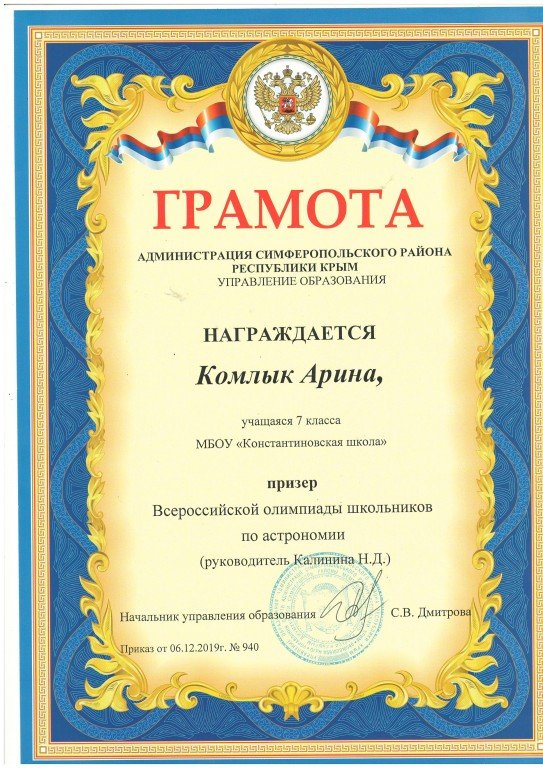 ГРАМОТА
АДМИНИСТРАЦИЯ СИМФЕРОПОЛЬСКОГО РАЙОНА
РЕСПУБЛИКИ КРЫМ
УПРАВЛЕНИЕ ОБРАЗОВАНИЯ
НАГРАЖДАЕТСЯ
Комлык Арина,
учащаяся 7 класса
МБОУ «Константиновская школа»
призер
Всероссийской олимпиады школьников
по астрономии
(руководитель Калинина Н.Д.)
Начальник управления образования С.В. Дмитрова
Приказ от 06.12.2019г. № 940